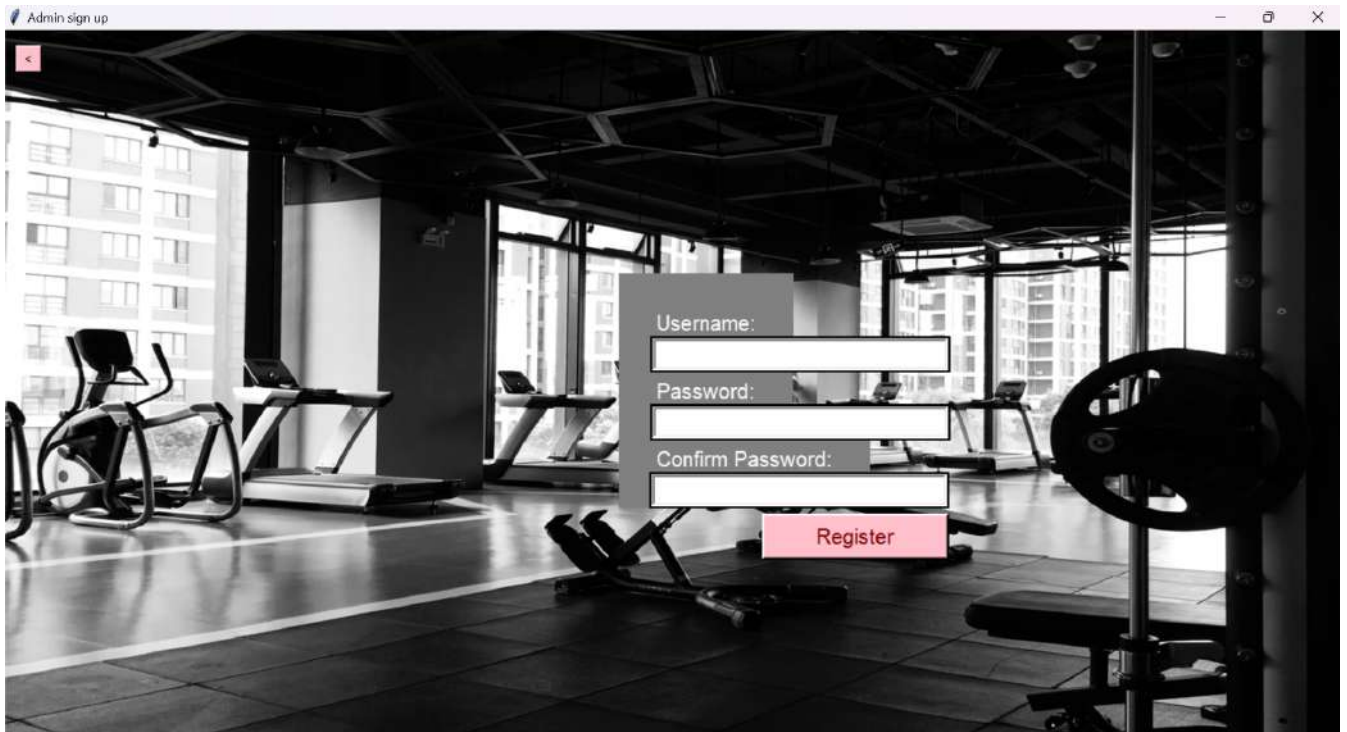 Admin sign up
<
Username:
Password:
Confirm Password:
Register